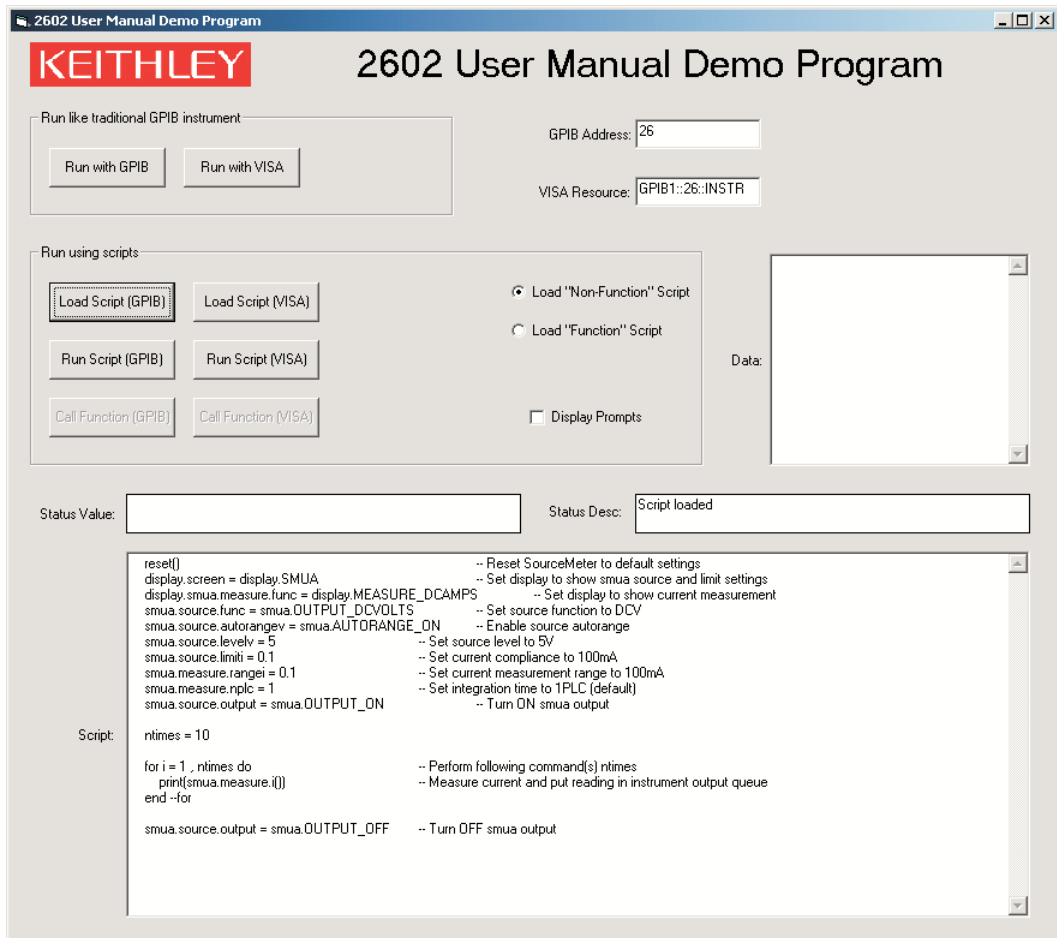 2602 User Manual Demo Program
KEITHLEY
2602 User Manual Demo Program
Run like traditional GPIB instrument
Run with GPIB
Run with VISA
GPIB Address:
26
VISA Resource:
GPIB1::26::INSTR
Run using scripts
Load Script (GPIB)
Load Script (VISA)
Load "Non-Function" Script
Load "Function" Script
Run Script (GPIB)
Run Script (VISA)
Data:
Call Function (GPIB)
Call Function (VISA)
Display Prompts
Status Value:
Status Desc:
Script loaded
Script:
reset() -- Reset SourceMeter to default settings
display.screen = display.SMUA -- Set display to show smua source and limit settings
display.smua.measure.func = display.MEASURE_DCAMPS -- Set display to show current measurement
smua.source.func = smua.OUTPUT_DCVOLTS -- Set source function to DCV
smua.source.autorangev = smua.AUTORANGE_ON -- Enable source autorange
smua.source.levelv = 5 -- Set source level to 5V
smua.source.limiti = 0.1 -- Set current compliance to 100mA
smua.measure.rangei = 0.1 -- Set current measurement range to 100mA
smua.measure.nplc = 1 -- Set integration time to 1PLC (default)
smua.source.output = smua.OUTPUT_ON -- Turn ON smua output
ntimes = 10
for i = 1 , ntimes do -- Perform following command(s) ntimes
print(smua.measure.i()) -- Measure current and put reading in instrument output queue
end --for
smua.source.output = smua.OUTPUT_OFF -- Turn OFF smua output